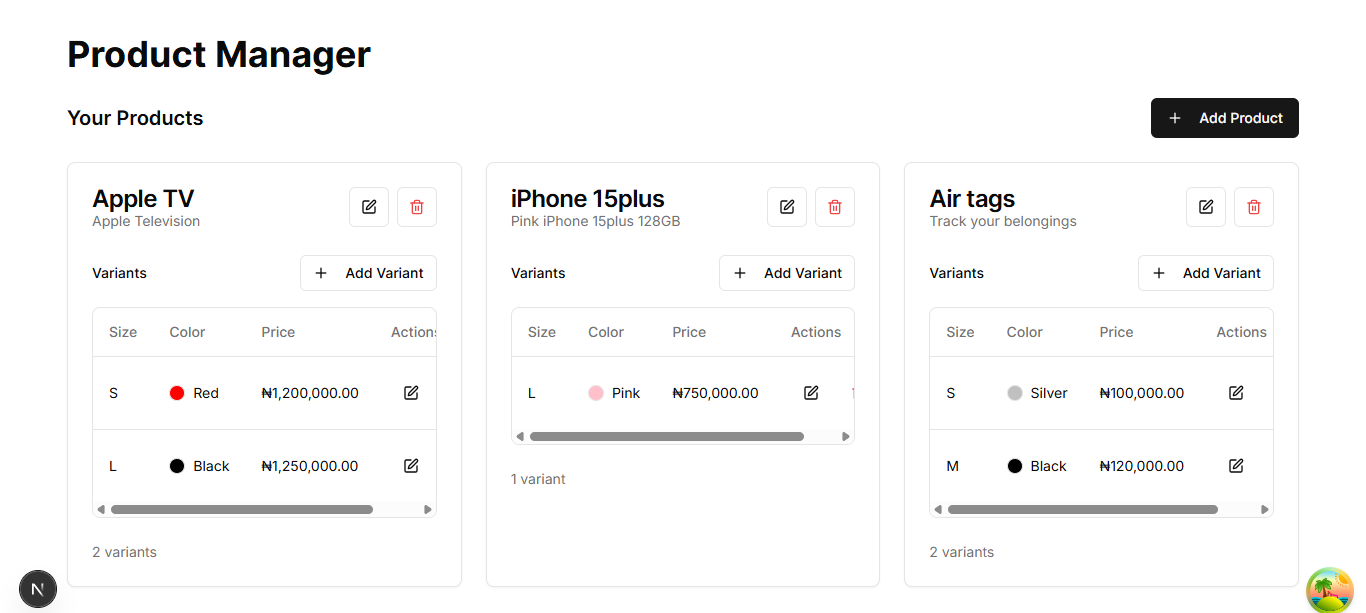 Product Manager
Your Products
Add Product
Apple TV
Apple Television
Variants
Add Variant
Size Color Price Actions
S Red ₦1,200,000.00
L Black ₦1,250,000.00
2 variants
iPhone 15plus
Pink iPhone 15plus 128GB
Variants
Add Variant
Size Color Price Actions
L Pink ₦750,000.00
1 variant
Air tags
Track your belongings
Variants
Add Variant
Size Color Price Actions
S Silver ₦100,000.00
M Black ₦120,000.00
2 variants
N